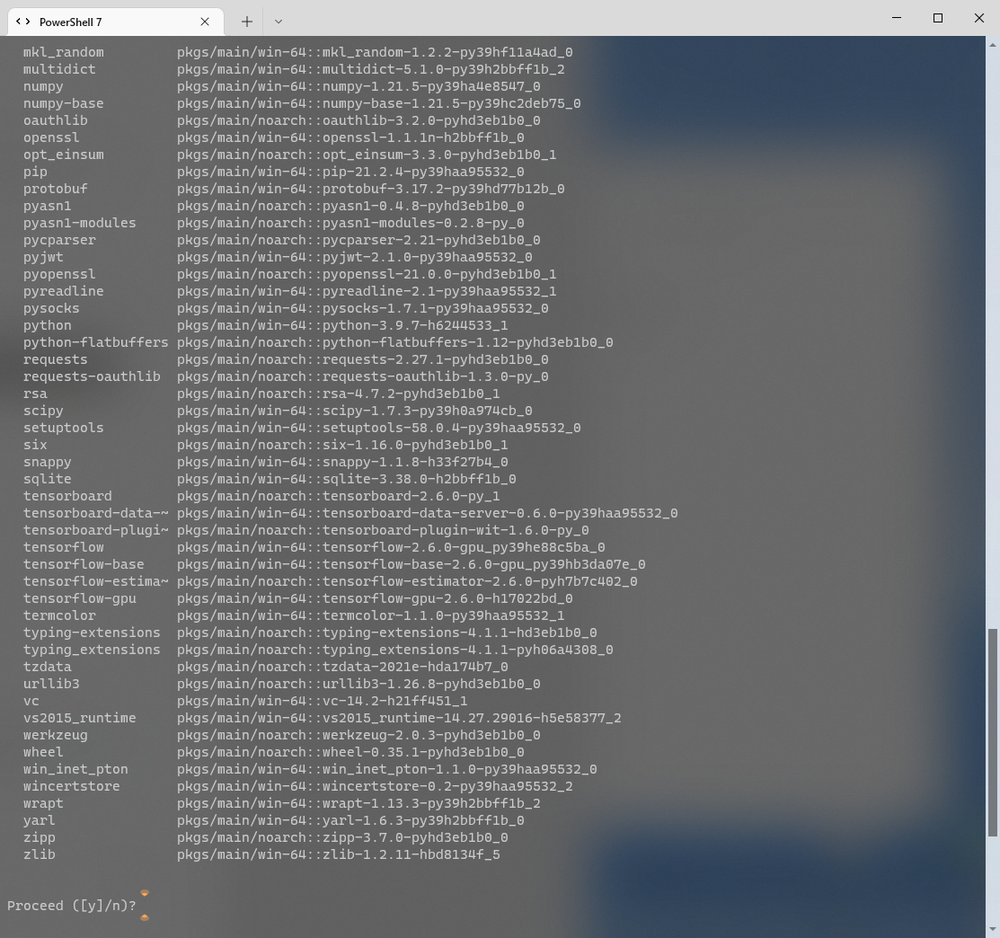 PowerShell 7
mkl_random pkgs/main/win-64::mkl_random-1.2.2-py39hf11a4ad_0
multidict pkgs/main/win-64::multidict-5.1.0-py39h2bbff1b_2
numpy pkgs/main/win-64::numpy-1.21.5-py39ha4e8547_0
numpy-base pkgs/main/win-64::numpy-base-1.21.5-py39hc2deb75_0
oauthlib pkgs/main/noarch::oauthlib-3.2.0-pyhd3eb1b0_0
openssl pkgs/main/win-64::openssl-1.1.1n-h2bbff1b_0
opt_einsum pkgs/main/noarch::opt_einsum-3.3.0-pyhd3eb1b0_1
pip pkgs/main/win-64::pip-21.2.4-py39haa95532_0
protobuf pkgs/main/win-64::protobuf-3.17.2-py39hd77b12b_0
pyasn1 pkgs/main/noarch::pyasn1-0.4.8-pyhd3eb1b0_0
pyasn1-modules pkgs/main/noarch::pyasn1-modules-0.2.8-py_0
pycparser pkgs/main/noarch::pycparser-2.21-pyhd3eb1b0_0
pyjwt pkgs/main/win-64::pyjwt-2.1.0-py39haa95532_0
pyopenssl pkgs/main/noarch::pyopenssl-21.0.0-pyhd3eb1b0_1
pyreadline pkgs/main/win-64::pyreadline-2.1-py39haa95532_1
pysocks pkgs/main/win-64::pysocks-1.7.1-py39haa95532_0
python pkgs/main/win-64::python-3.9.7-h6244533_1
python-flatbuffers pkgs/main/noarch::python-flatbuffers-1.12-pyhd3eb1b0_0
requests pkgs/main/noarch::requests-2.27.1-pyhd3eb1b0_0
requests-oauthlib pkgs/main/noarch::requests-oauthlib-1.3.0-py_0
rsa pkgs/main/noarch::rsa-4.7.2-pyhd3eb1b0_1
scipy pkgs/main/win-64::scipy-1.7.3-py39h0a974cb_0
setuptools pkgs/main/win-64::setuptools-58.0.4-py39haa95532_0
six pkgs/main/noarch::six-1.16.0-pyhd3eb1b0_1
snappy pkgs/main/win-64::snappy-1.1.8-h33f27b4_0
sqlite pkgs/main/win-64::sqlite-3.38.0-h2bbff1b_0
tensorboard pkgs/main/noarch::tensorboard-2.6.0-py_1
tensorboard-data-~ pkgs/main/win-64::tensorboard-data-server-0.6.0-py39haa95532_0
tensorboard-plugi~ pkgs/main/noarch::tensorboard-plugin-wit-1.6.0-py_0
tensorflow pkgs/main/win-64::tensorflow-2.6.0-gpu_py39he88c5ba_0
tensorflow-base pkgs/main/win-64::tensorflow-base-2.6.0-gpu_py39hb3da07e_0
tensorflow-estima~ pkgs/main/noarch::tensorflow-estimator-2.6.0-pyh7b7c402_0
tensorflow-gpu pkgs/main/win-64::tensorflow-gpu-2.6.0-h17022bd_0
termcolor pkgs/main/win-64::termcolor-1.1.0-py39haa95532_1
typing-extensions pkgs/main/noarch::typing-extensions-4.1.1-hd3eb1b0_0
typing_extensions pkgs/main/noarch::typing_extensions-4.1.1-pyh06a4308_0
tzdata pkgs/main/noarch::tzdata-2021e-hda174b7_0
urllib3 pkgs/main/noarch::urllib3-1.26.8-pyhd3eb1b0_0
vc pkgs/main/win-64::vc-14.2-h21ff451_1
vs2015_runtime pkgs/main/win-64::vs2015_runtime-14.27.29016-h5e58377_2
werkzeug pkgs/main/noarch::werkzeug-2.0.3-pyhd3eb1b0_0
wheel pkgs/main/noarch::wheel-0.35.1-pyhd3eb1b0_0
win_inet_pton pkgs/main/win-64::win_inet_pton-1.1.0-py39haa95532_0
wincertstore pkgs/main/win-64::wincertstore-0.2-py39haa95532_2
wrapt pkgs/main/win-64::wrapt-1.13.3-py39h2bbff1b_2
yarl pkgs/main/win-64::yarl-1.6.3-py39h2bbff1b_0
zipp pkgs/main/noarch::zipp-3.7.0-pyhd3eb1b0_0
zlib pkgs/main/win-64::zlib-1.2.11-hbd8134f_5
Proceed ([y]/n)?